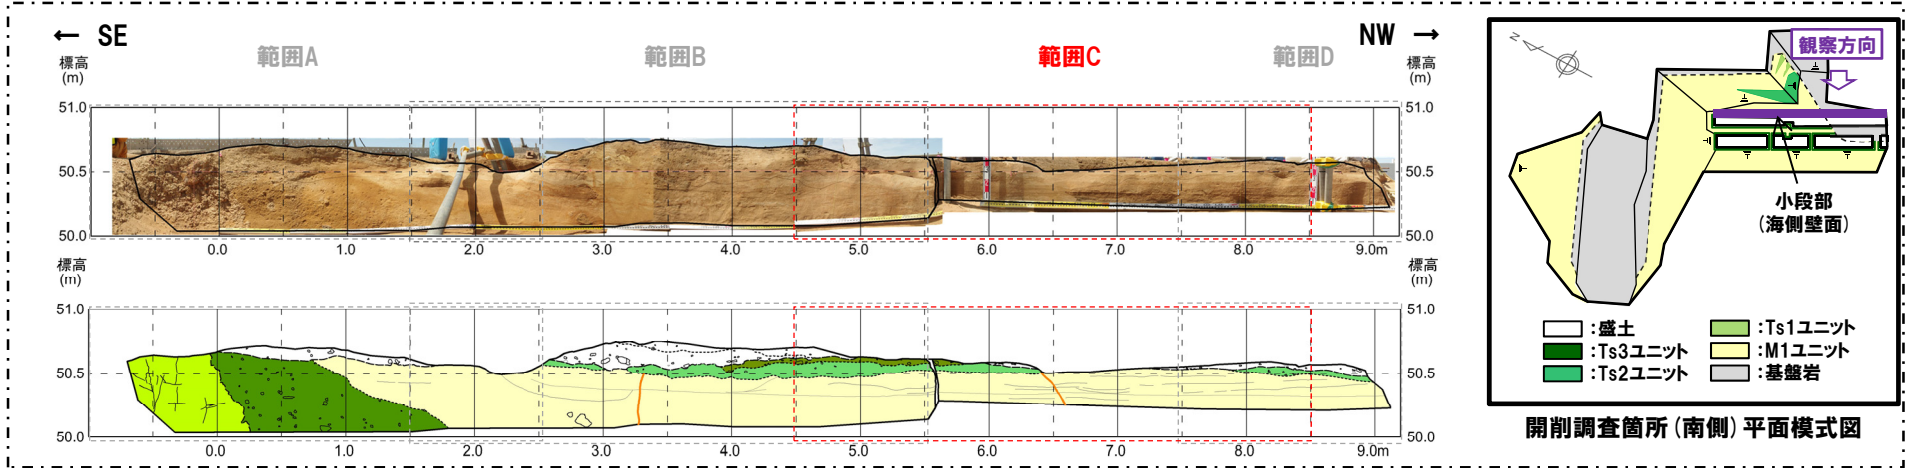 ← SE
NW →
範囲A
範囲B
範囲C
範囲D
標高
(m)
標高
(m)
51.0
50.5
50.0
51.0
50.5
50.0
0.0 1.0 2.0 3.0 4.0 5.0 6.0 7.0 8.0 9.0m
標高
(m)
標高
(m)
51.0
50.5
50.0
51.0
50.5
50.0
0.0 1.0 2.0 3.0 4.0 5.0 6.0 7.0 8.0 9.0m
N
観察方向
小段部
(海側壁面)
:盛土
:Ts3ユニット
:Ts2ユニット
:Ts1ユニット
:M1ユニット
:基盤岩
開削調査箇所(南側)平面模式図